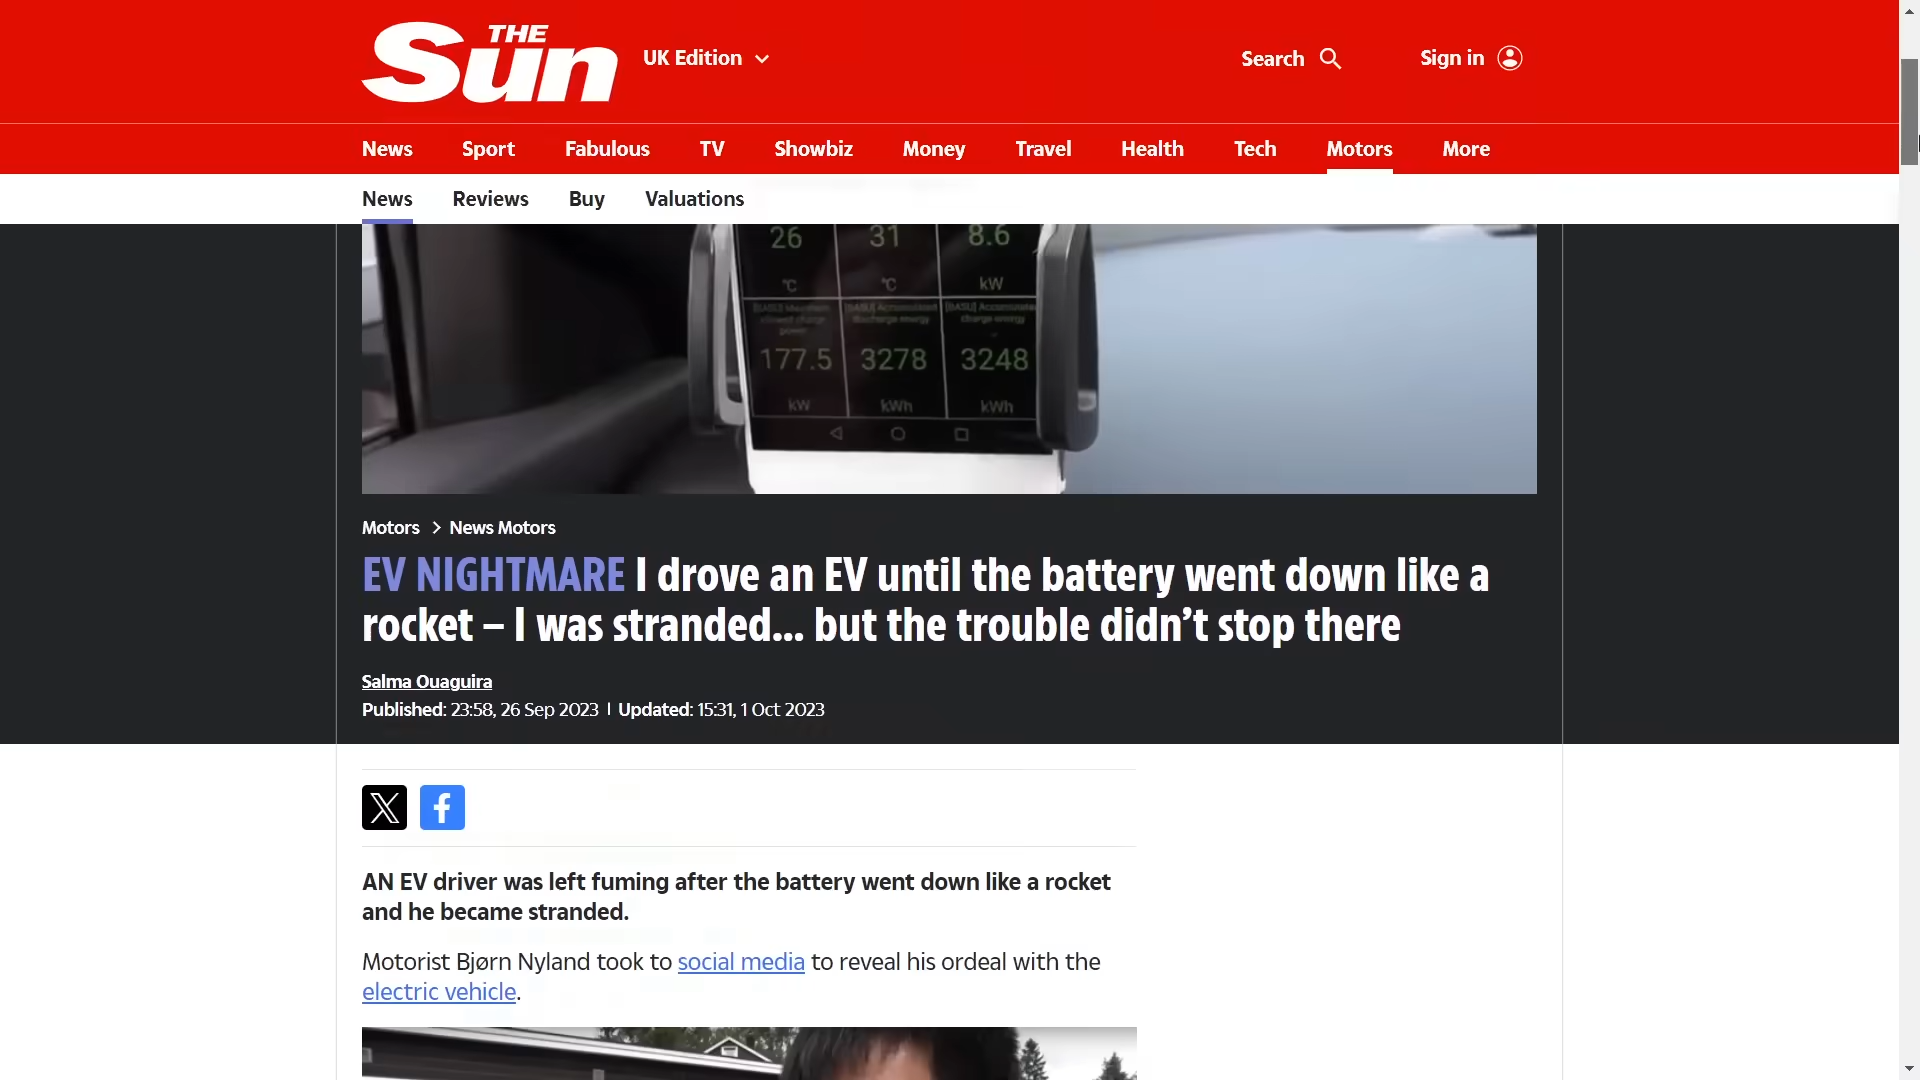 THE
Sun
UK Edition
Search
Sign in
News Sport Fabulous TV Showbiz Money Travel Health Tech Motors More
News Reviews Buy Valuations
26 31 8.6
°C °C kW
177.5 3278 3248
kW kWh kWh
Motors > News Motors
EV NIGHTMARE I drove an EV until the battery went down like a
rocket – I was stranded... but the trouble didn't stop there
Salma Ouaguira
Published: 23:58, 26 Sep 2023 | Updated: 15:31, 1 Oct 2023
AN EV driver was left fuming after the battery went down like a rocket
and he became stranded.
Motorist Bjørn Nyland took to social media to reveal his ordeal with the
electric vehicle.